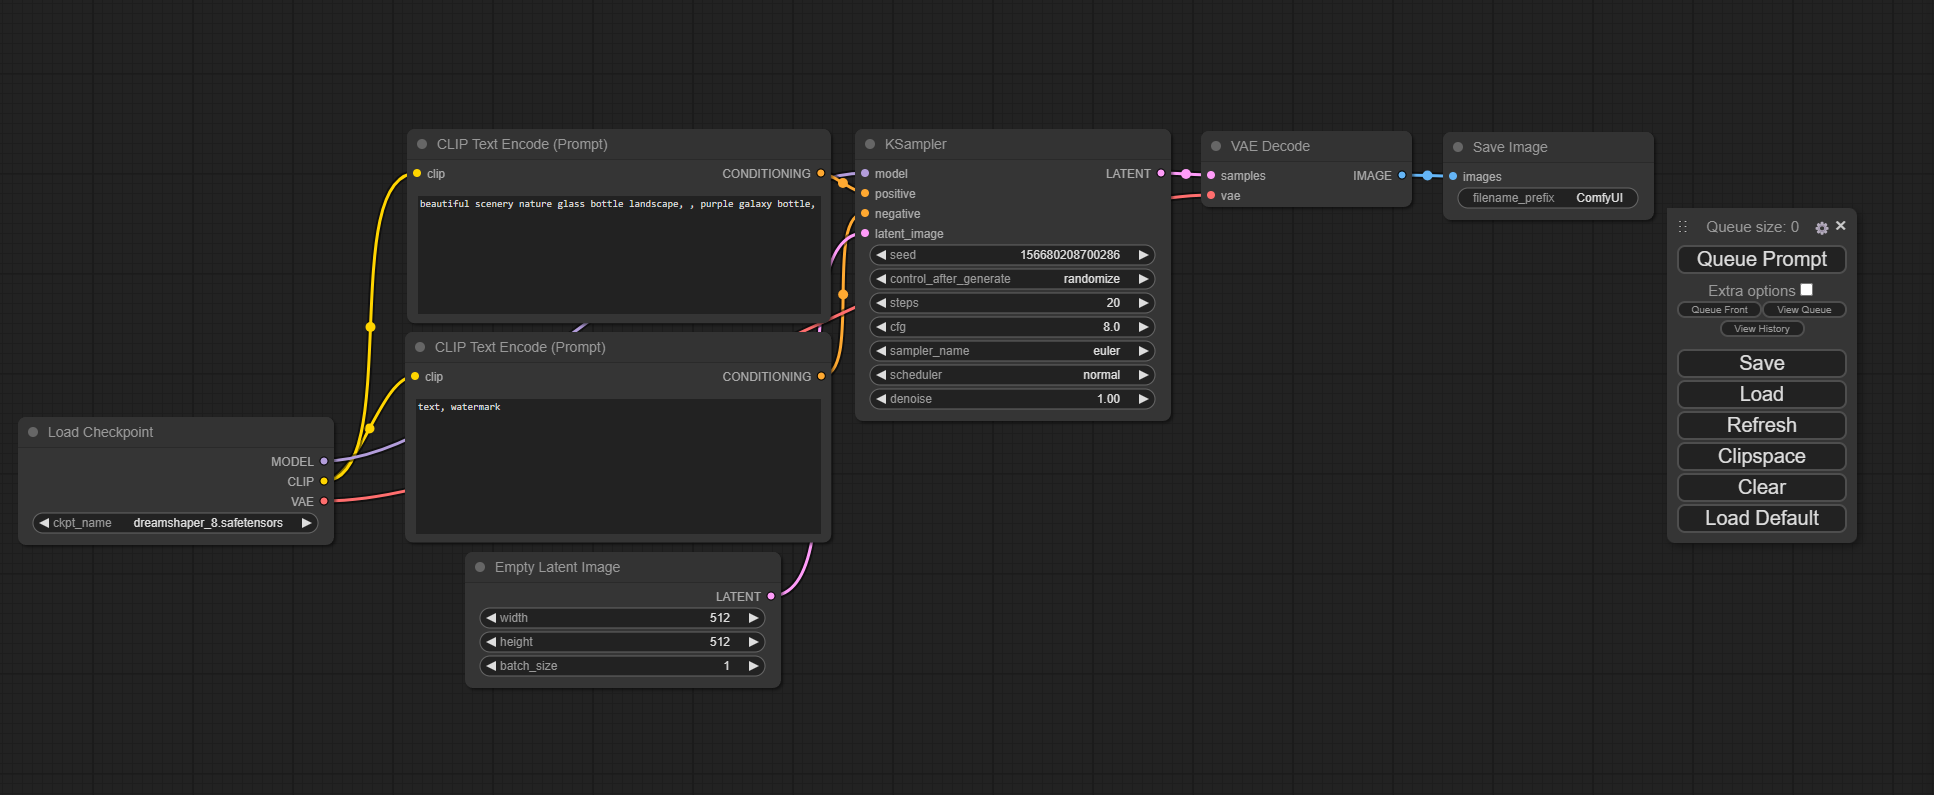 CLIP Text Encode (Prompt)
clip CONDITIONING
beautiful scenery nature glass bottle landscape, , purple galaxy bottle,
CLIP Text Encode (Prompt)
clip CONDITIONING
text, watermark
Load Checkpoint
MODEL
CLIP
VAE
ckpt_name dreamshaper_8.safetensors
Empty Latent Image
LATENT
width 512
height 512
batch_size 1
KSampler
model LATENT
positive
negative
latent_image
seed 156680208700286
control_after_generate randomize
steps 20
cfg 8.0
sampler_name euler
scheduler normal
denoise 1.00
VAE Decode
samples IMAGE
vae
Save Image
images
filename_prefix ComfyUI
Queue size: 0
Queue Prompt
Extra options
Queue Front View Queue
View History
Save
Load
Refresh
Clipspace
Clear
Load Default